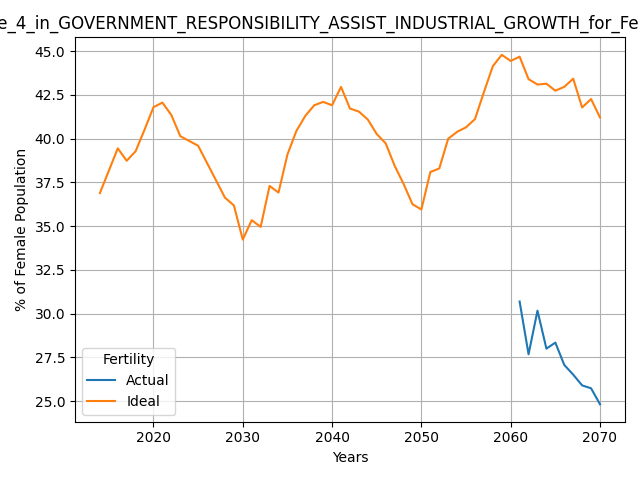 e_4_in_GOVERNMENT_RESPONSIBILITY_ASSIST_INDUSTRIAL_GROWTH_for_Fe
45.0
42.5
40.0
37.5
35.0
32.5
30.0
27.5
25.0
% of Female Population
Fertility
Actual
Ideal
2020 2030 2040 2050 2060 2070
Years